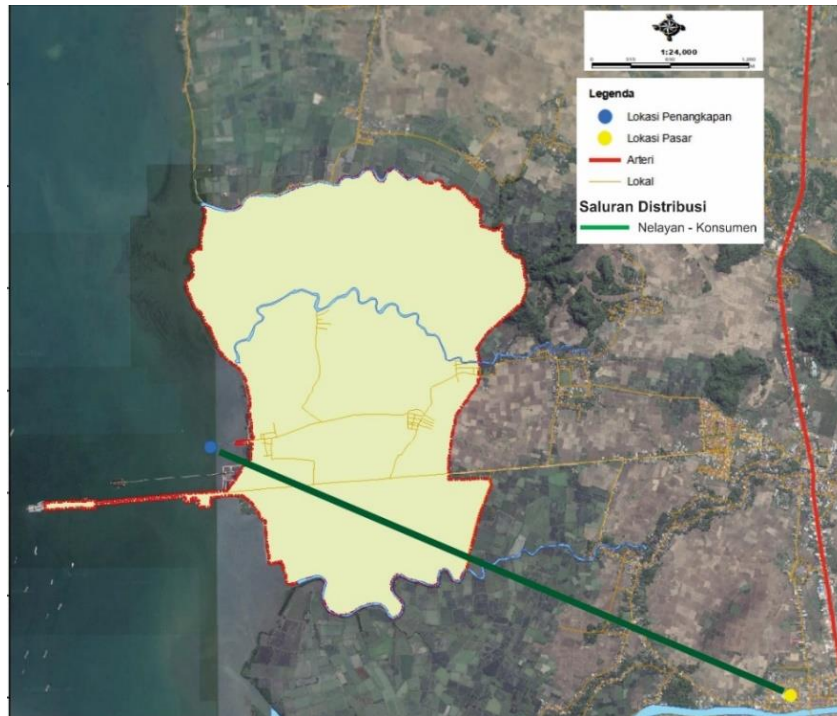 1:24,000
Legenda
Lokasi Penangkapan
Lokasi Pasar
Arteri
Lokal
Saluran Distribusi
Nelayan - Konsumen